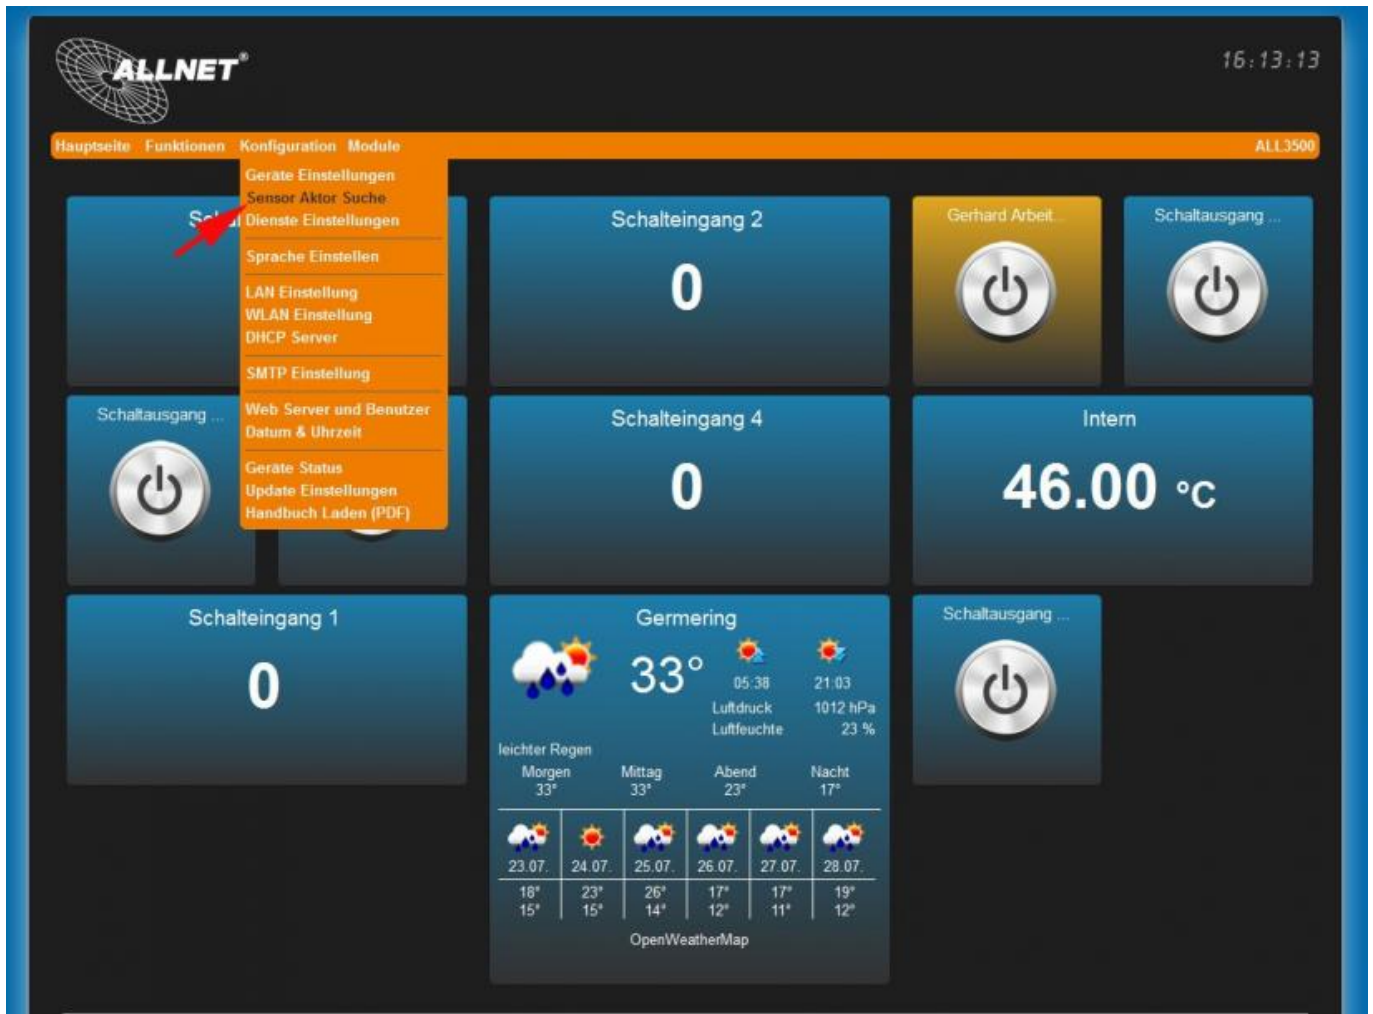 ALLNET®
16:13:13
Hauptseite Funktionen Konfiguration Module ALL3500
Geräte Einstellungen
Sensor Aktor Suche
Dienste Einstellungen
Sprache Einstellen
LAN Einstellung
WLAN Einstellung
DHCP Server
SMTP Einstellung
Web Server und Benutzer
Datum & Uhrzeit
Geräte Status
Update Einstellungen
Handbuch Laden (PDF)
Schalteingang 2
0
Gerhard Arbeit...
Schaltausgang ...
Schaltausgang ...
Schalteingang 4
0
Intern
46.00 °C
Schalteingang 1
0
Germering
33°
05:38 21:03
Luftdruck 1012 hPa
Luftfeuchte 23 %
leichter Regen
Morgen Mittag Abend Nacht
33° 33° 23° 17°
23.07. 24.07. 25.07. 26.07. 27.07. 28.07.
18° 23° 26° 17° 17° 19°
15° 15° 14° 12° 11° 12°
OpenWeatherMap
Schaltausgang ...